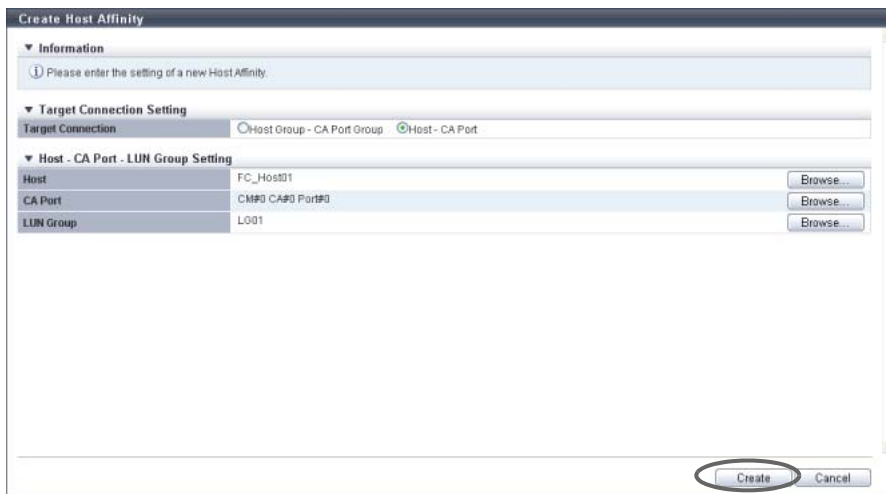 Create Host Affinity
Information
Please enter the setting of a new Host Affinity.
Target Connection Setting
Target Connection Host Group - CA Port Group Host - CA Port
Host - CA Port - LUN Group Setting
Host FC_Host01 Browse...
CA Port CM#0 CA#0 Port#0 Browse...
LUN Group LG01 Browse...
Create Cancel